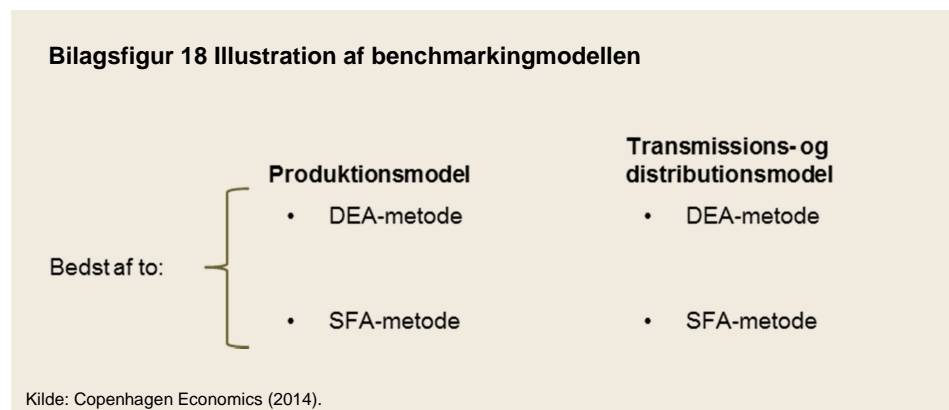 Bilagsfigur 18 Illustration af benchmarkingmodellen
Produktionsmodel
• DEA-metode
Bedst af to:
• SFA-metode
Transmissions- og
distributionsmodel
• DEA-metode
• SFA-metode
Kilde: Copenhagen Economics (2014).